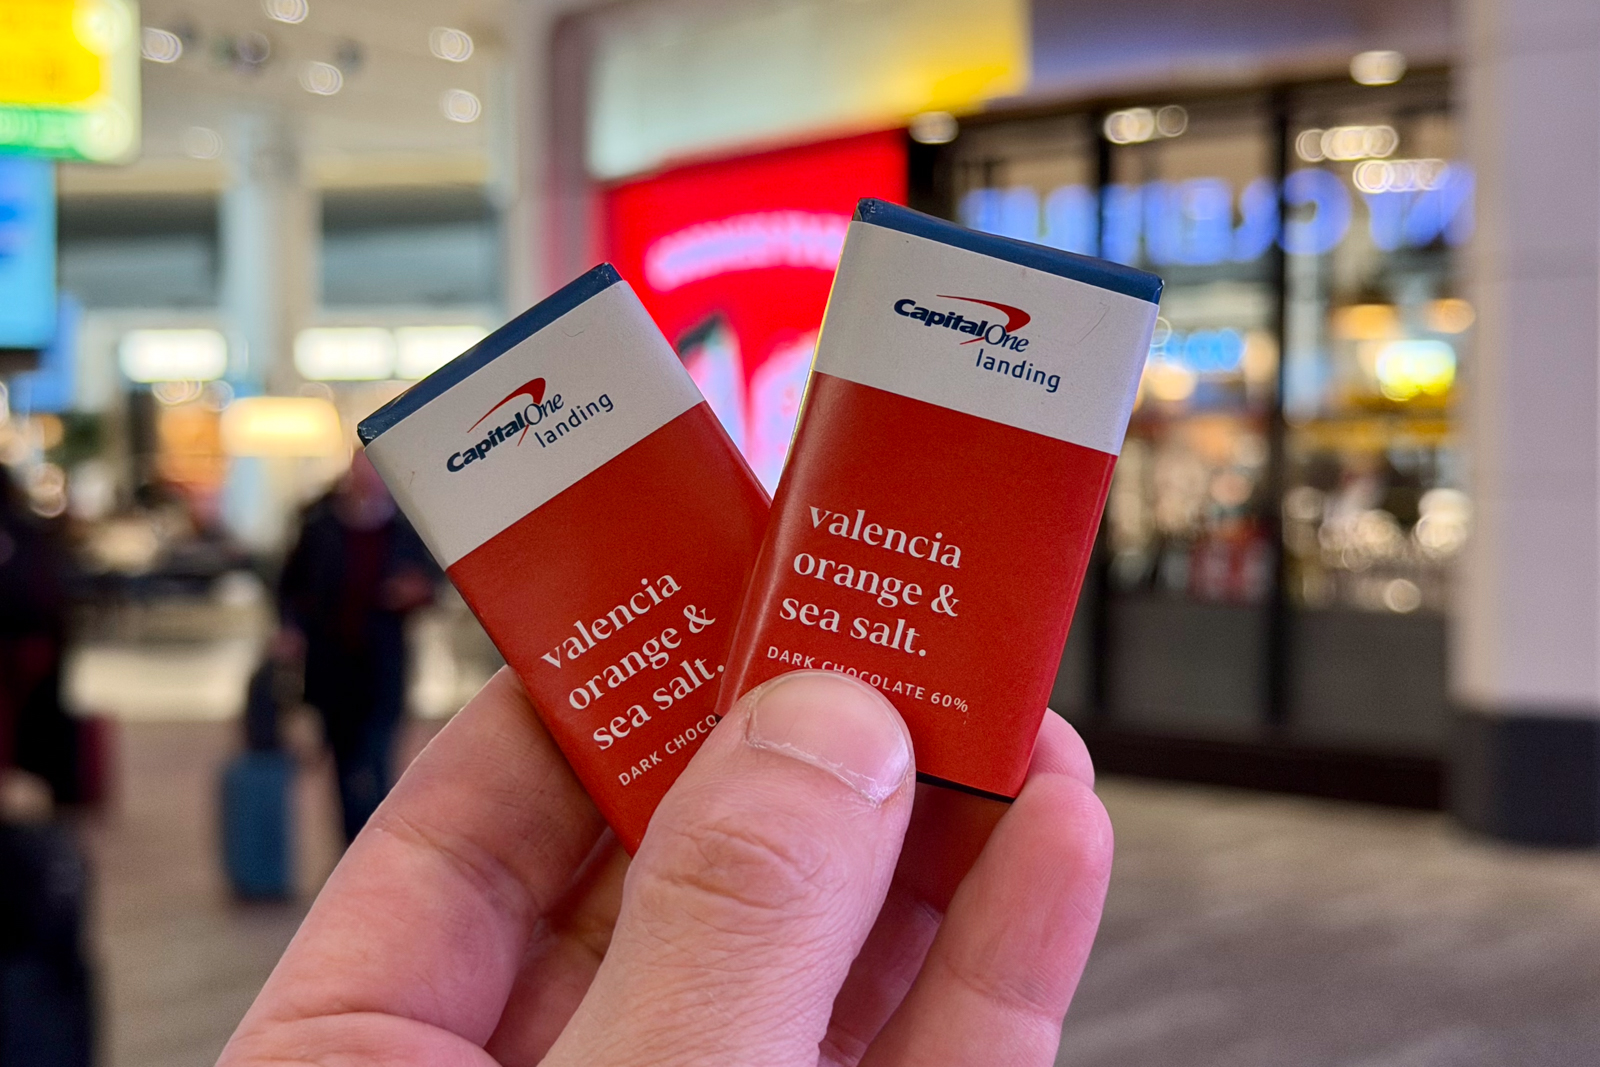 CapitalOne
landing
valencia
orange &
sea salt.
DARK CHOCO
CapitalOne
landing
valencia
orange &
sea salt.
DARK CHOCOLATE 60%